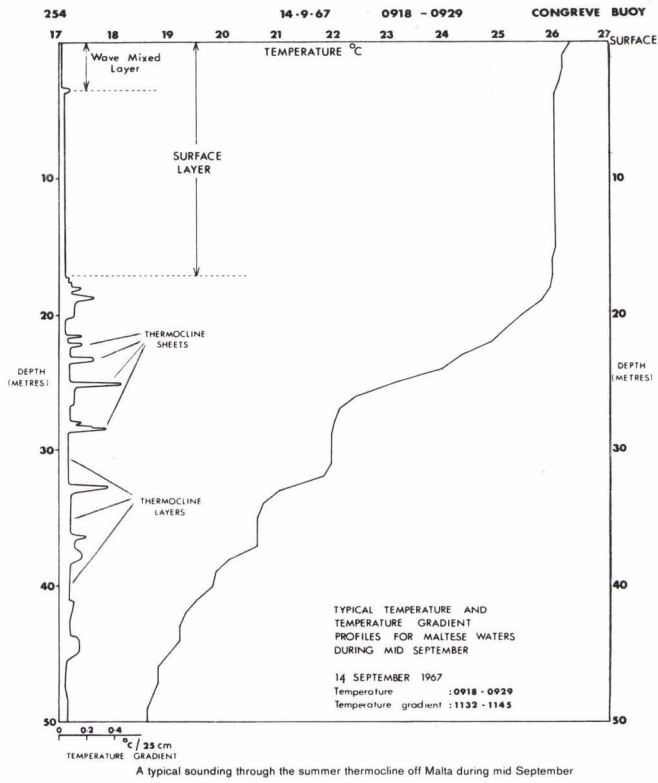 254 14·9·67 0918 - 0929 CONGREVE BUOY
17 18 19 20 21 22 23 24 25 26 27 SURFACE
TEMPERATURE °C
Wave Mixed
Layer
SURFACE
LAYER
10 10
20 20
THERMOCLINE
SHEETS
DEPTH
(METRES)
DEPTH
(METRES)
30 30
THERMOCLINE
LAYERS
40 40
TYPICAL TEMPERATURE AND
TEMPERATURE GRADIENT
PROFILES FOR MALTESE WATERS
DURING MID SEPTEMBER
14 SEPTEMBER 1967
Temperature :0918 - 0929
Temperature gradient :1132 - 1145
50 50
0 0·2 0·4
°C/25 cm
TEMPERATURE GRADIENT
A typical sounding through the summer thermocline off Malta during mid September